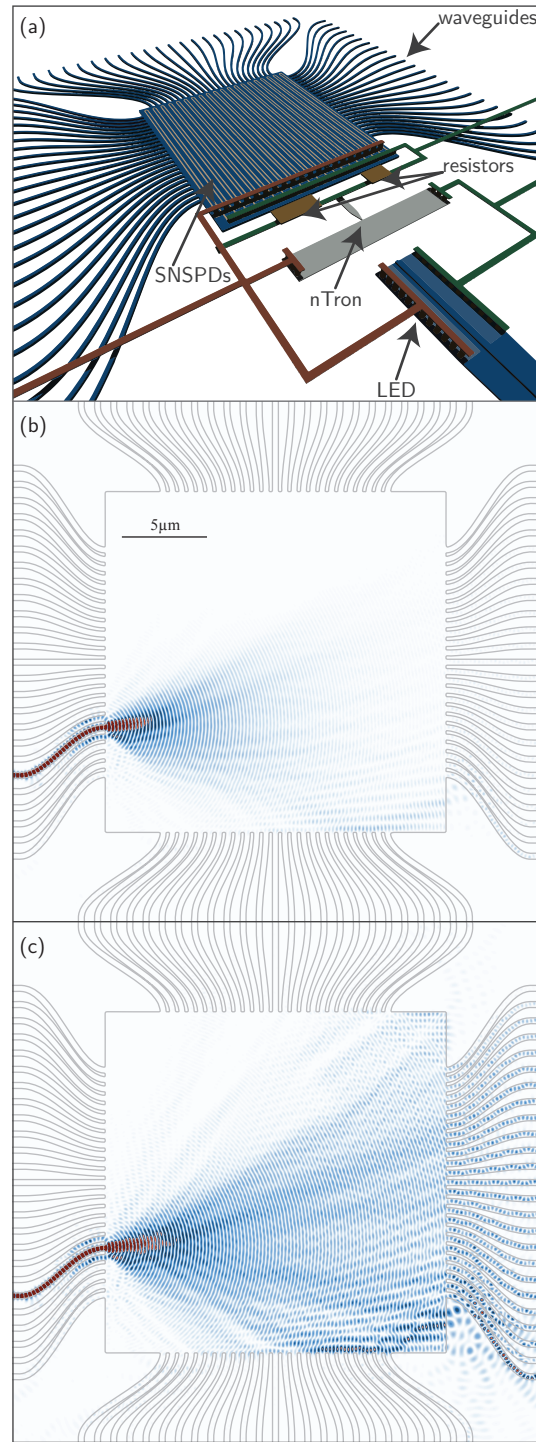 (a)
waveguides
resistors
SNSPDs
nTron
LED
(b)
5μm
(c)